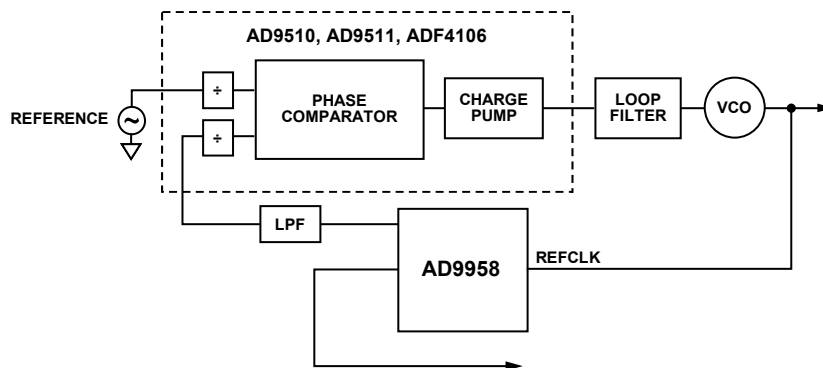 AD9510, AD9511, ADF4106
REFERENCE
÷
÷
PHASE
COMPARATOR
CHARGE
PUMP
LOOP
FILTER
VCO
LPF
AD9958
REFCLK